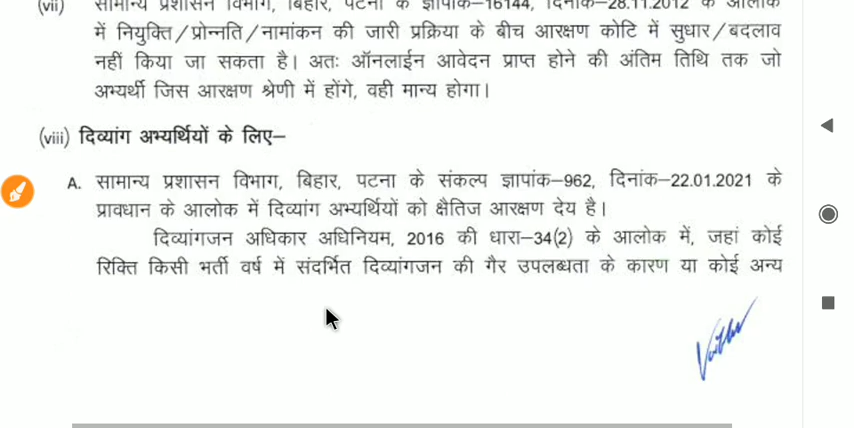 (vii) सामान्य प्रशासन विभाग, बिहार, पटना के ज्ञापांक–16144, दिनांक–28.11.2012 के आलोक
में नियुक्ति/प्रोन्नति/नामांकन की जारी प्रक्रिया के बीच आरक्षण कोटि में सुधार/बदलाव
नहीं किया जा सकता है। अतः ऑनलाईन आवेदन प्राप्त होने की अंतिम तिथि तक जो
अभ्यर्थी जिस आरक्षण श्रेणी में होंगे, वही मान्य होगा।
(viii) दिव्यांग अभ्यर्थियों के लिए–
A. सामान्य प्रशासन विभाग, बिहार, पटना के संकल्प ज्ञापांक–962, दिनांक–22.01.2021 के
प्रावधान के आलोक में दिव्यांग अभ्यर्थियों को क्षैतिज आरक्षण देय है।
दिव्यांगजन अधिकार अधिनियम, 2016 की धारा–34(2) के आलोक में, जहां कोई
रिक्ति किसी भर्ती वर्ष में संदर्भित दिव्यांगजन की गैर उपलब्धता के कारण या कोई अन्य